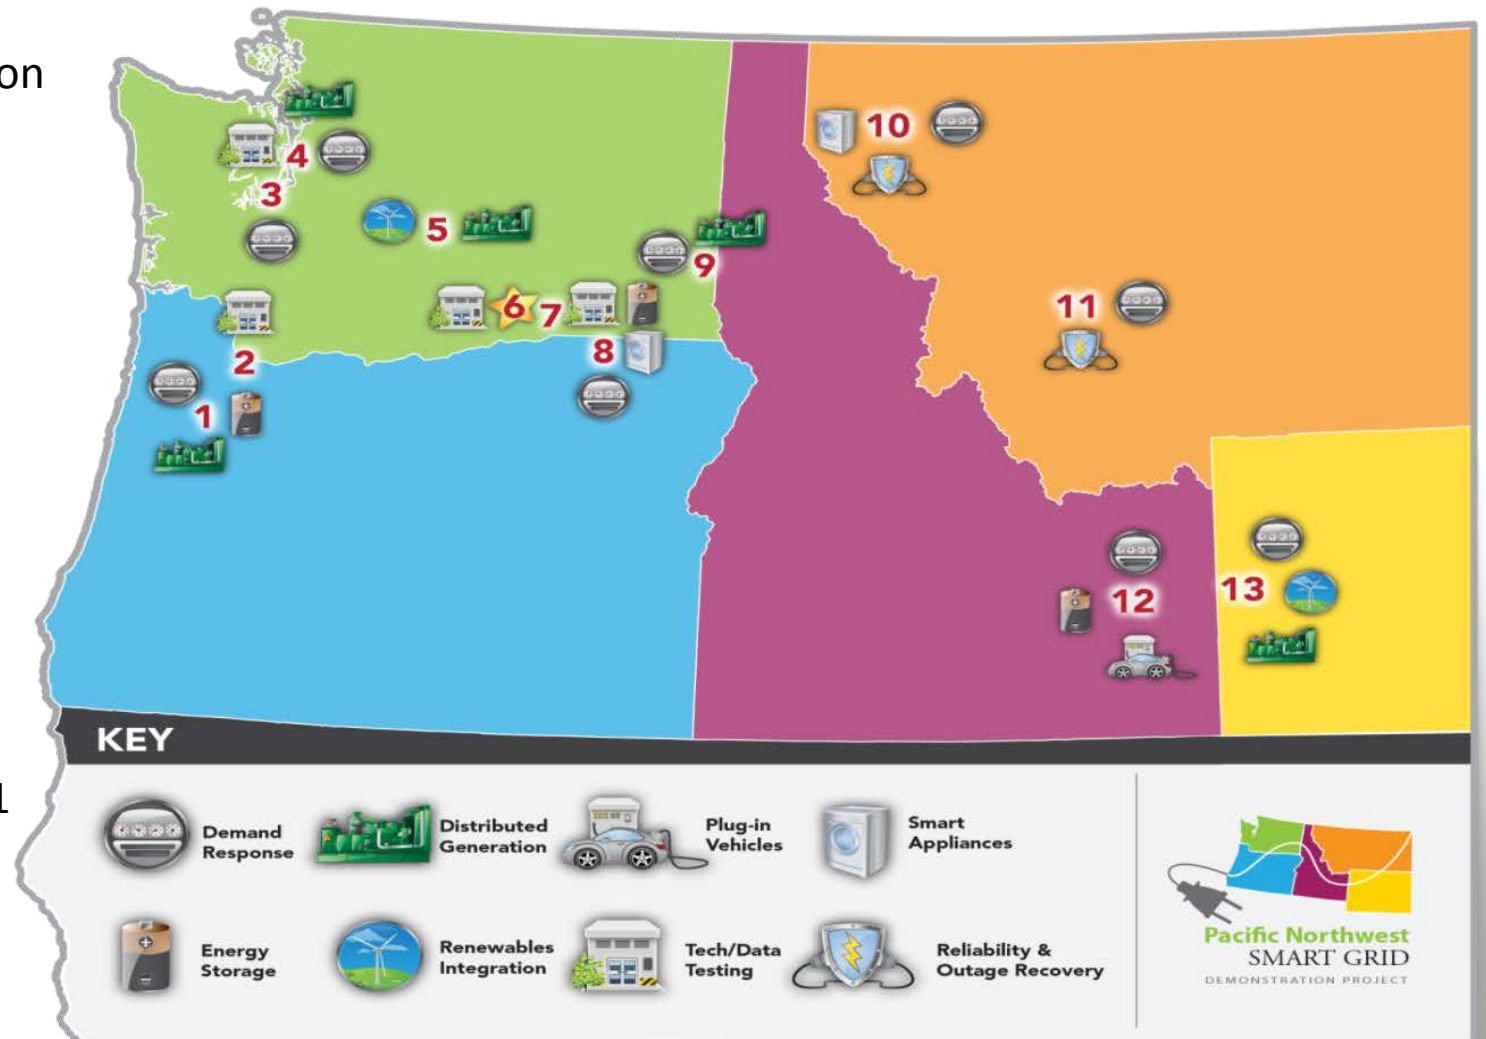 on
4
3
5
10
9
6
7
11
2
8
1
12
13
1
KEY
Demand
Response
Distributed
Generation
Plug-in
Vehicles
Smart
Appliances
Energy
Storage
Renewables
Integration
Tech/Data
Testing
Reliability &
Outage Recovery
Pacific Northwest
SMART GRID
DEMONSTRATION PROJECT